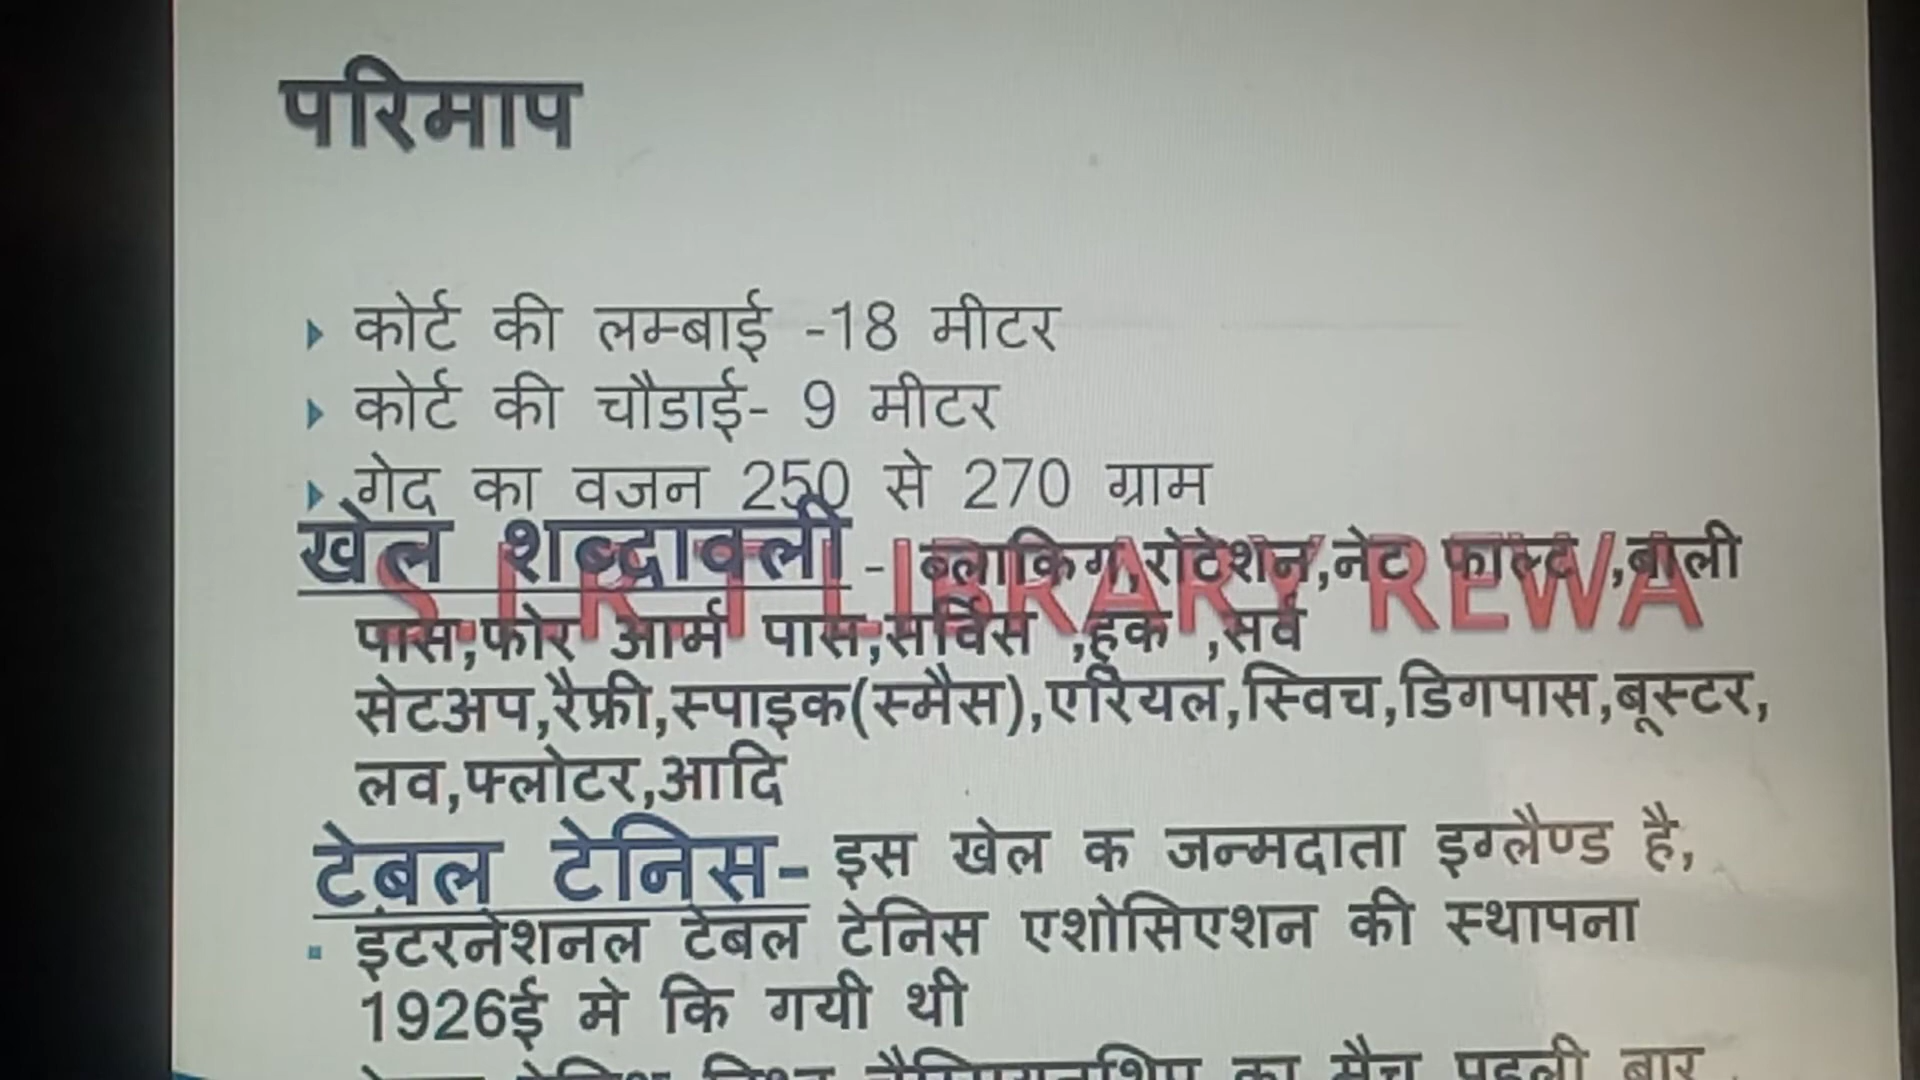 परिमाप
कोर्ट की लम्बाई -18 मीटर
कोर्ट की चौडाई- 9 मीटर
गेद का वजन 250 से 270 ग्राम
खेल शब्दावली - ब्लाकिग,रोटेशन,नेट फाल्ट ,बाली
S.I.R.T LIBRARY REWA
पास,फोर आर्म पास,सर्विस ,हुक ,सर्व
सेटअप,रैफ्री,स्पाइक(स्मैस),एरियल,स्विच,डिगपास,बूस्टर,
लव,फ्लोटर,आदि
टेबल टेनिस- इस खेल क जन्मदाता इग्लैण्ड है,
इंटरनेशनल टेबल टेनिस एशोसिएशन की स्थापना
1926ई मे कि गयी थी
का मैच पहली बार